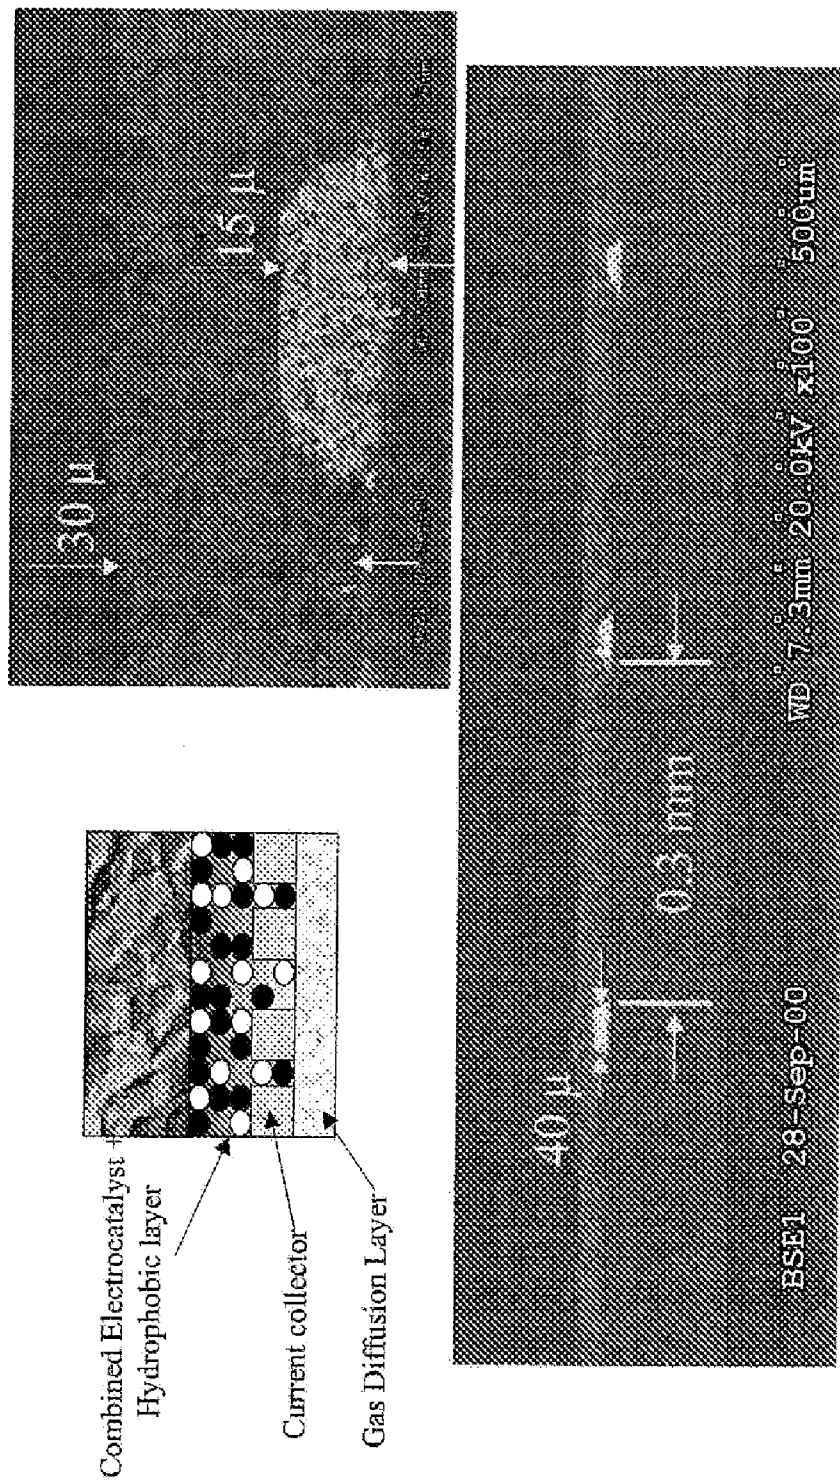 Combined Electrocatalyst +
Hydrophobic layer
Current collector
Gas Diffusion Layer
30 μ
15 μ
40 μ
0.3 mm
BSE1 28-Sep-00 WD 7.3mm 20.0kV x100 500um